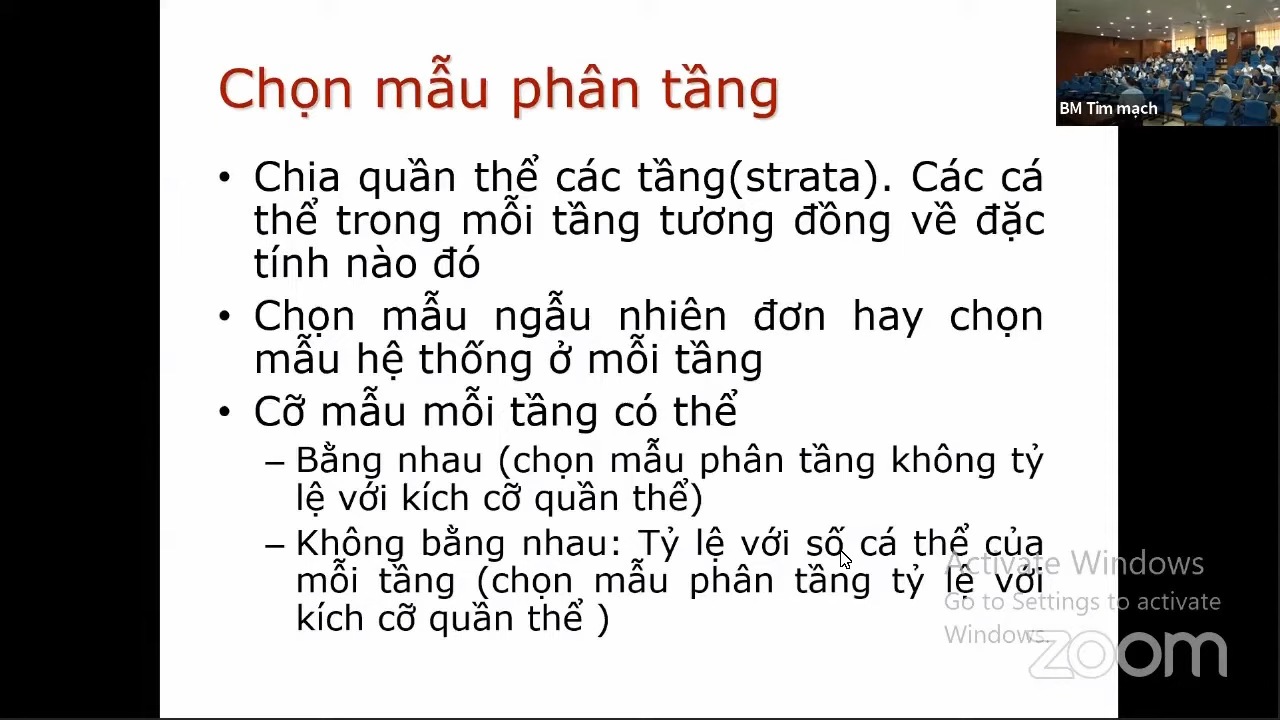 Chọn mẫu phân tầng
BM Tim mạch
• Chia quần thể các tầng(strata). Các cá
thể trong mỗi tầng tương đồng về đặc
tính nào đó
• Chọn mẫu ngẫu nhiên đơn hay chọn
mẫu hệ thống ở mỗi tầng
• Cỡ mẫu mỗi tầng có thể
– Bằng nhau (chọn mẫu phân tầng không tỷ
lệ với kích cỡ quần thể)
– Không bằng nhau: Tỷ lệ với số cá thể của
mỗi tầng (chọn mẫu phân tầng tỷ lệ với
kích cỡ quần thể )
Activate Windows
Go to Settings to activate
Windows.
zoom